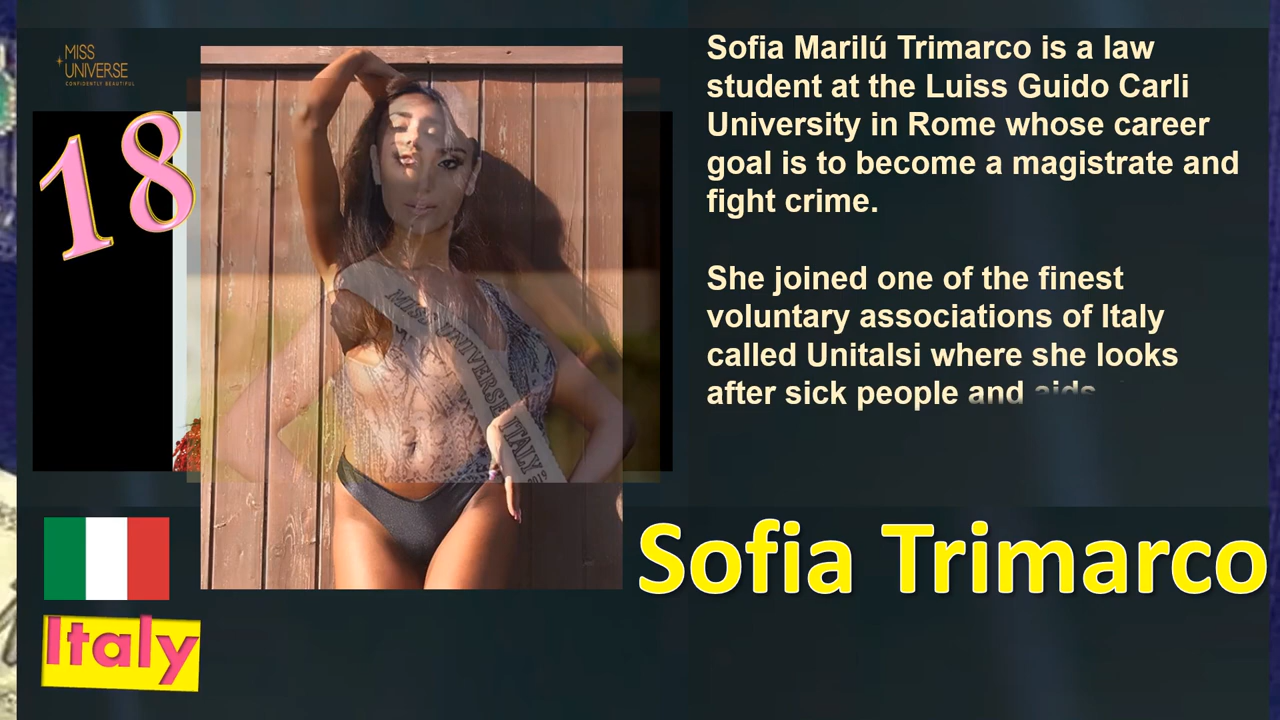 MISS
UNIVERSE
CONFIDENTLY BEAUTIFUL
18
MISS UNIVERSE ITALY
2019
Sofia Marilú Trimarco is a law
student at the Luiss Guido Carli
University in Rome whose career
goal is to become a magistrate and
fight crime.
She joined one of the finest
voluntary associations of Italy
called Unitalsi where she looks
after sick people and aids
Sofia Trimarco
Italy